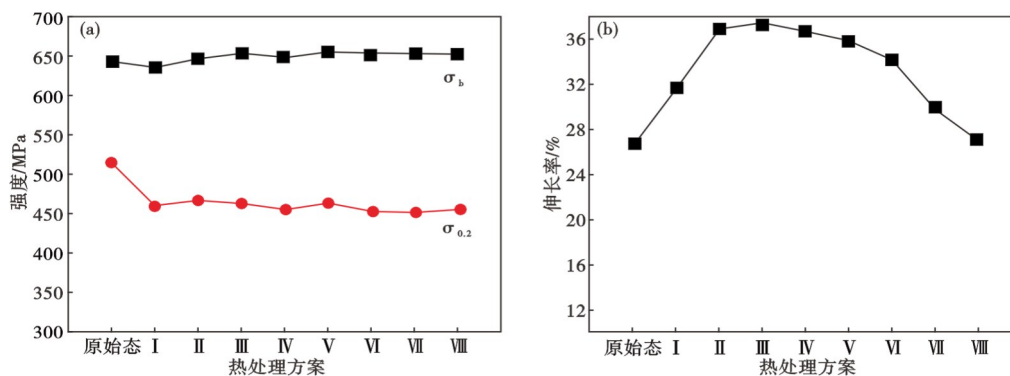 (a)
700
650
600
550
500
450
400
350
300
强度/MPa
σb
σ0.2
原始态 Ⅰ Ⅱ Ⅲ Ⅳ Ⅴ Ⅵ Ⅶ Ⅷ
热处理方案
(b)
36
32
28
24
20
16
12
伸长率/%
原始态 Ⅰ Ⅱ Ⅲ Ⅳ Ⅴ Ⅵ Ⅶ Ⅷ
热处理方案